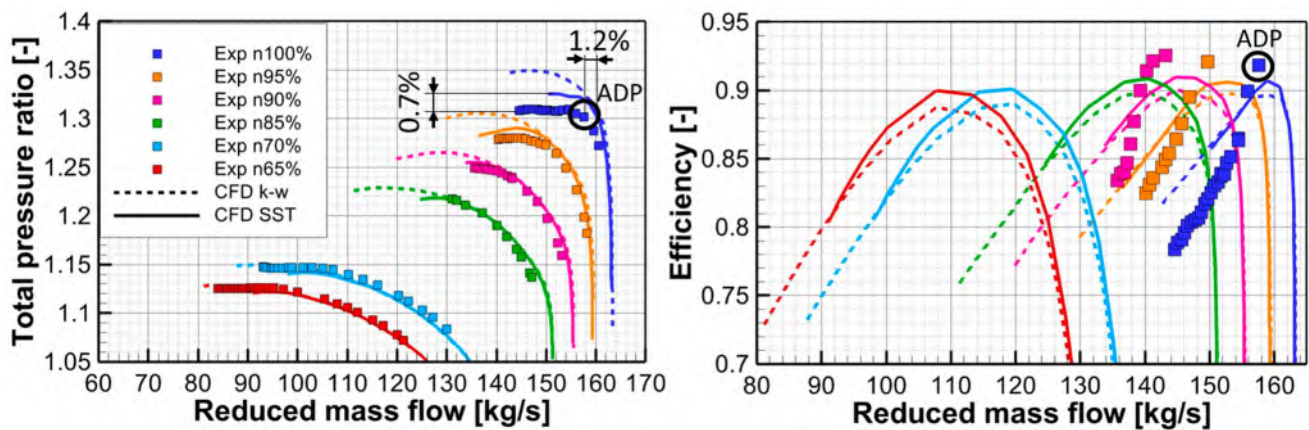 Total pressure ratio [-]
1.4
1.35
1.3
1.25
1.2
1.15
1.1
1.05
Exp n100%
Exp n95%
Exp n90%
Exp n85%
Exp n70%
Exp n65%
CFD k-w
CFD SST
0.7%
1.2%
ADP
60 70 80 90 100 110 120 130 140 150 160 170
Reduced mass flow [kg/s]
Efficiency [-]
0.95
0.9
0.85
0.8
0.75
0.7
ADP
80 90 100 110 120 130 140 150 160
Reduced mass flow [kg/s]